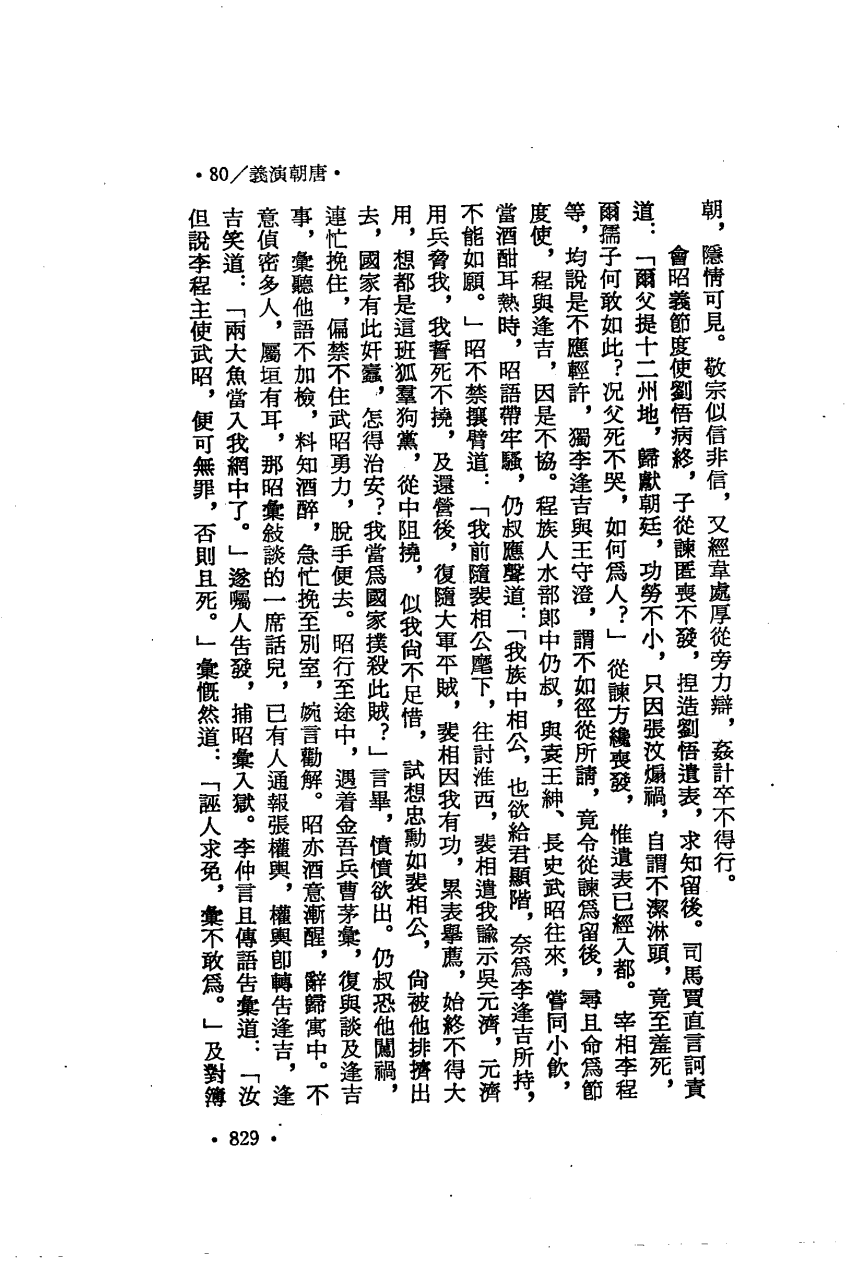 •80/義演朝唐•
朝，隱情可見。敬宗似信非信，又經韋處厚從旁力辯，姦計卒不得行。
會昭義節度使劉悟病終，子從諫匿喪不發，揑造劉悟遺表，求知留後。司馬賈直言訶責
道：「爾父提十二州地，歸獻朝廷，功勞不小，只因張汶煽禍，自謂不潔淋頭，竟至羞死，
爾孺子何敢如此？况父死不哭，如何爲人？」從諫方纔喪發，惟遺表已經入都。宰相李程
等，均說是不應輕許，獨李逢吉與王守澄，謂不如徑從所請，竟令從諫爲留後，尋且命爲節
度使，程與逢吉，因是不協。程族人水部郎中仍叔，與袁王紳、長史武昭往來，嘗同小飲，
當酒酣耳熱時，昭語帶牢騷，仍叔應聲道：「我族中相公，也欲給君顯階，奈爲李逢吉所持，
不能如願。」昭不禁攘臂道：「我前隨裴相公麾下，往討淮西，裴相遣我諭示吳元濟，元濟
用兵脅我，我誓死不撓，及還營後，復隨大軍平賊，裴相因我有功，累表舉薦，始終不得大
用，想都是這班狐羣狗黨，從中阻撓，似我尙不足惜，試想忠勳如裴相公，尙被他排擠出
去，國家有此奸蠹，怎得治安？我當爲國家撲殺此賊？」言畢，憤憤欲出。仍叔恐他闖禍，
連忙挽住，偏禁不住武昭勇力，脫手便去。昭行至途中，遇着金吾兵曹茅彙，復與談及逢吉
事，彙聽他語不加檢，料知酒醉，急忙挽至別室，婉言勸解。昭亦酒意漸醒，辭歸寓中。不
意偵密多人，屬垣有耳，那昭彙敍談的一席話兒，已有人通報張權輿，權輿卽轉告逢吉，逢
吉笑道：「兩大魚當入我網中了。」遂囑人告發，捕昭彙入獄。李仲言且傳語告彙道：「汝
但說李程主使武昭，便可無罪，否則且死。」彙慨然道：「誣人求免，彙不敢爲。」及對簿
•829•